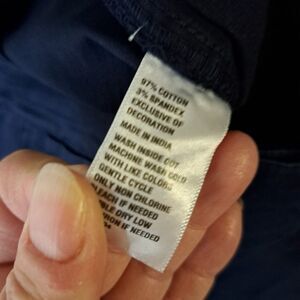 97% COTTON
3% SPANDEX
EXCLUSIVE OF
DECORATION
MADE IN INDIA
WASH INSIDE OUT
MACHINE WASH COLD
WITH LIKE COLORS
GENTLE CYCLE
ONLY NON CHLORINE
BLEACH IF NEEDED
DRY LOW
IF NEEDED